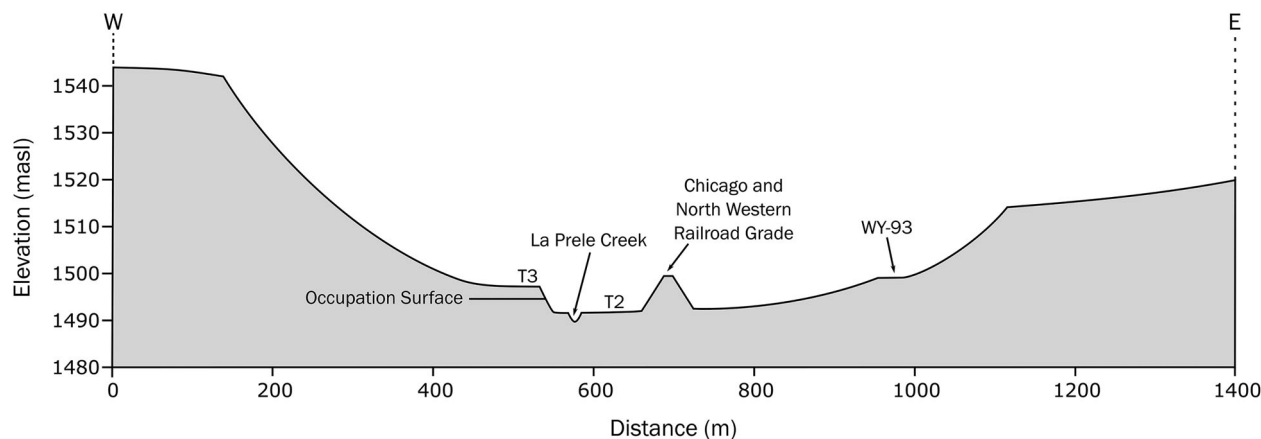 W
E
1540
1530
1520
1510
1500
1490
1480
Elevation (masl)
Chicago and
North Western
Railroad Grade
La Prele Creek
WY-93
T3
Occupation Surface
T2
0
200
400
600
800
1000
1200
1400
Distance (m)